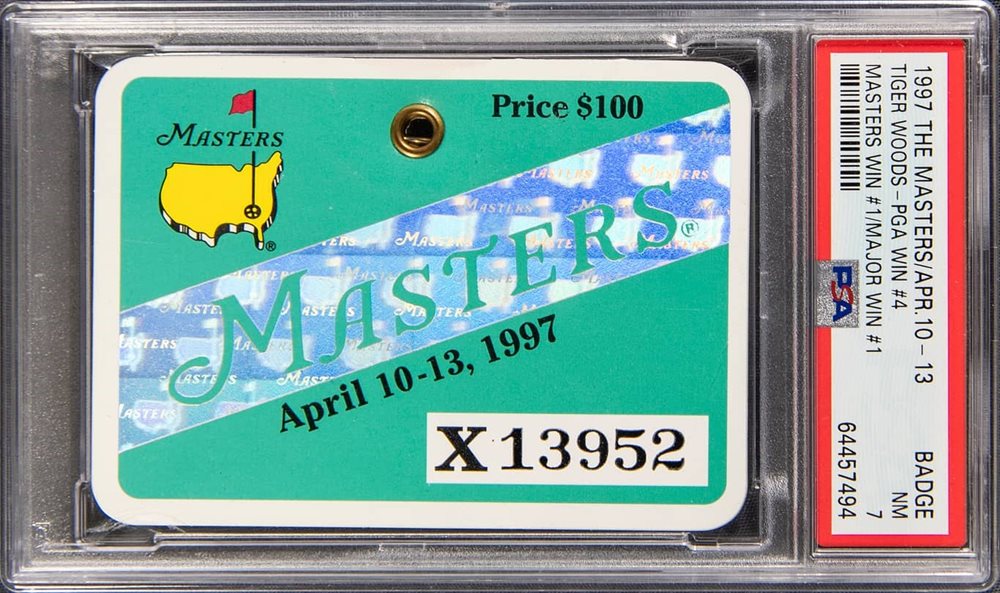 MASTERS
®
Price $100
MASTERS®
April 10-13, 1997
X13952
1997 THE MASTERS/APR.10-13 BADGE
TIGER WOODS-PGA WIN #4 NM
MASTERS WIN #1/MAJOR WIN #1 7
PSA
64457494